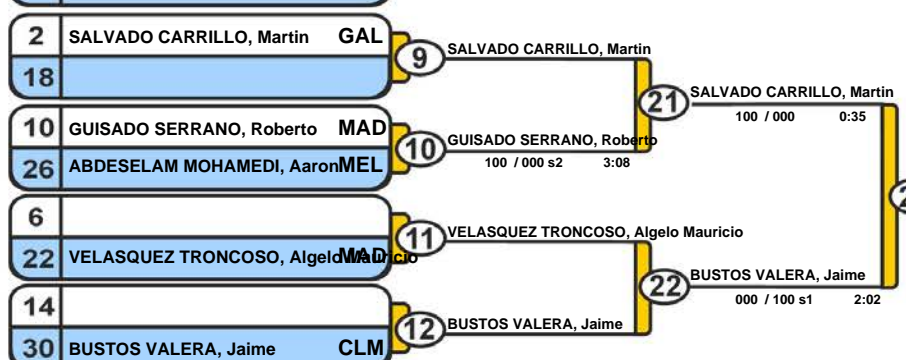 2 SALVADO CARRILLO, Martin GAL
18
9
SALVADO CARRILLO, Martin
10 GUISADO SERRANO, Roberto MAD
26 ABDESELAM MOHAMEDI, Aaron MEL
10
GUISADO SERRANO, Roberto
100 / 000 s2 3:08
21
SALVADO CARRILLO, Martin
100 / 000 0:35
6
22 VELASQUEZ TRONCOSO, Algelo Mauricio MAD
11
VELASQUEZ TRONCOSO, Algelo Mauricio
14
30 BUSTOS VALERA, Jaime CLM
12
BUSTOS VALERA, Jaime
22
BUSTOS VALERA, Jaime
000 / 100 s1 2:02